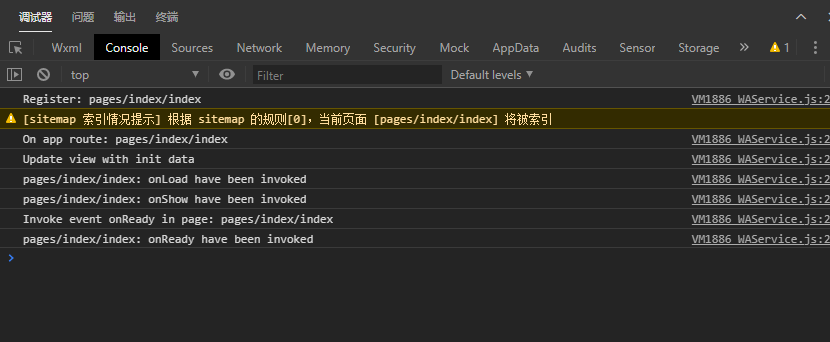 调试器 问题 输出 终端
Wxml Console Sources Network Memory Security Mock AppData Audits Sensor Storage » 1
top Filter Default levels
Register: pages/index/index VM1886 WAService.js:2
[sitemap 索引情况提示] 根据 sitemap 的规则[0]，当前页面 [pages/index/index] 将被索引
On app route: pages/index/index VM1886 WAService.js:2
Update view with init data VM1886 WAService.js:2
pages/index/index: onLoad have been invoked VM1886 WAService.js:2
pages/index/index: onShow have been invoked VM1886 WAService.js:2
Invoke event onReady in page: pages/index/index VM1886 WAService.js:2
pages/index/index: onReady have been invoked VM1886 WAService.js:2